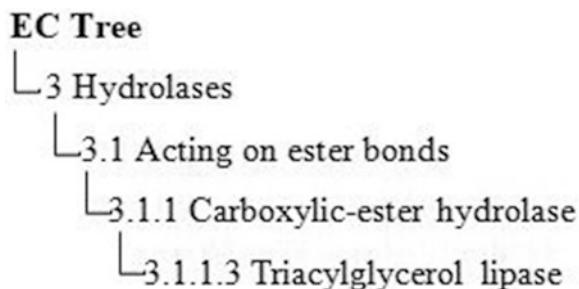 EC Tree
3 Hydrolases
3.1 Acting on ester bonds
3.1.1 Carboxylic-ester hydrolase
3.1.1.3 Triacylglycerol lipase